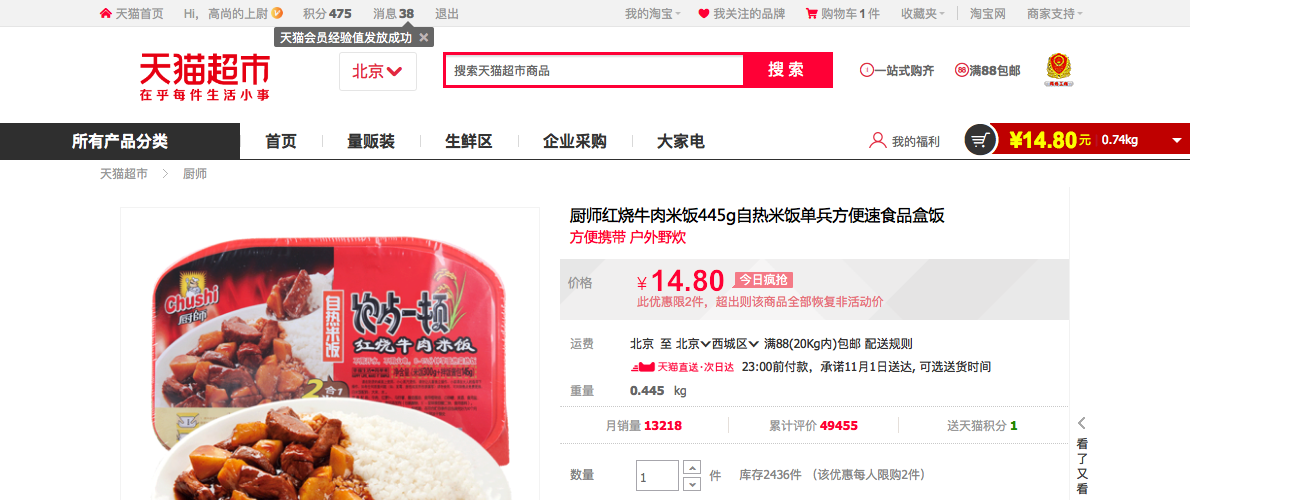 天猫首页 Hi，高尚的上尉 积分 475 消息 38 退出 我的淘宝 我关注的品牌 购物车 1 件 收藏夹 淘宝网 商家支持
天猫会员经验值发放成功 ×
天猫超市
在乎每件生活小事
北京
搜索天猫超市商品 搜 索
一站式购齐 88 满88包邮
所有产品分类 首页 量贩装 生鲜区 企业采购 大家电 我的福利 ¥14.80元 0.74kg
天猫超市 > 厨师
厨师红烧牛肉米饭445g自热米饭单兵方便速食品盒饭
方便携带 户外野炊
价格 ¥14.80 今日疯抢
此优惠限2件，超出则该商品全部恢复非活动价
运费 北京 至 北京 西城区 满88(20Kg内)包邮 配送规则
天猫直送·次日达 23:00前付款，承诺11月1日送达, 可选送货时间
重量 0.445 kg
月销量 13218 累计评价 49455 送天猫积分 1
数量 1 件 库存2436件 （该优惠每人限购2件）
看了又看
Chushi
厨師
自热米饭
饱卤一顿
红烧牛肉米饭
2合1